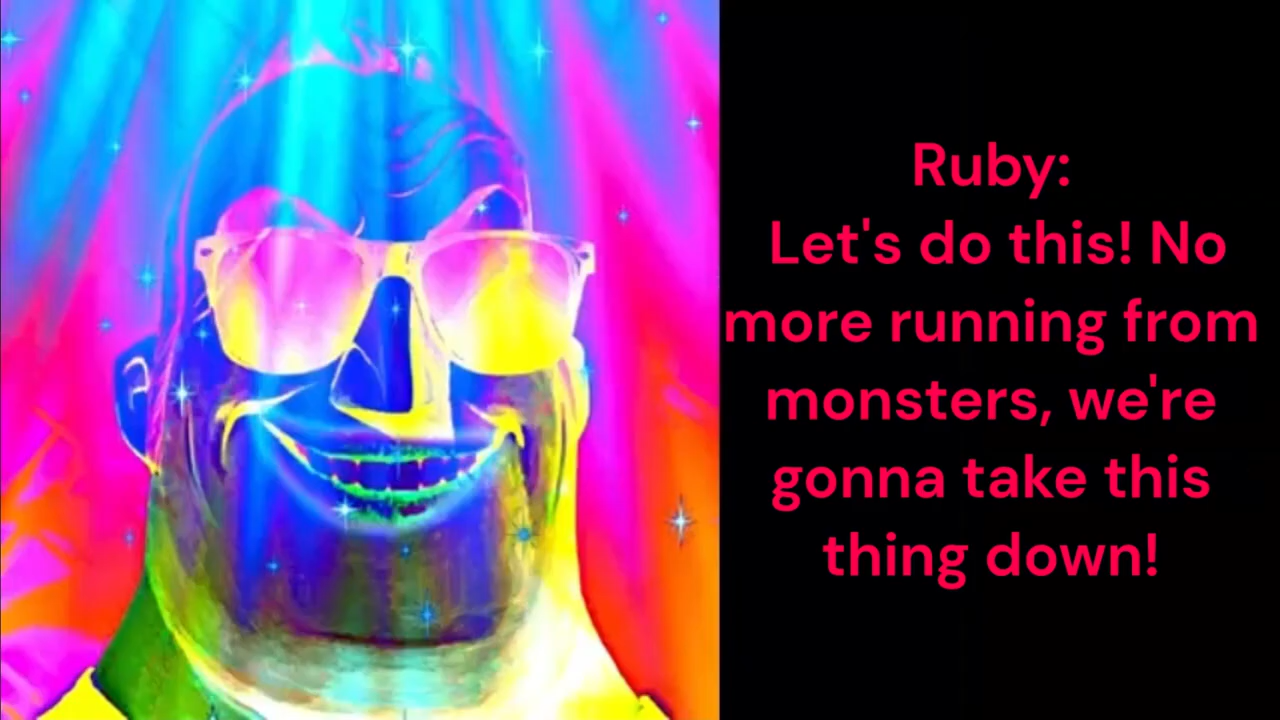 Ruby:
Let's do this! No
more running from
monsters, we're
gonna take this
thing down!